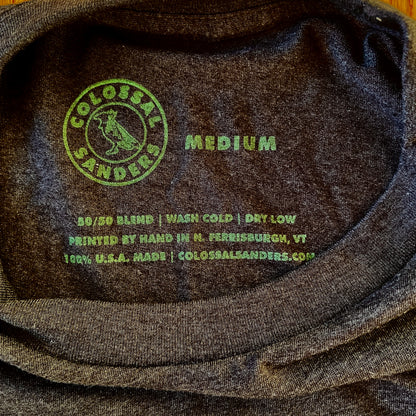 COLOSSAL
SANDERS
MEDIUM
50/50 BLEND | WASH COLD | DRY LOW
PRINTED BY HAND IN N. FERRISBURGH, VT
100% U.S.A. MADE | COLOSSALSANDERS.COM